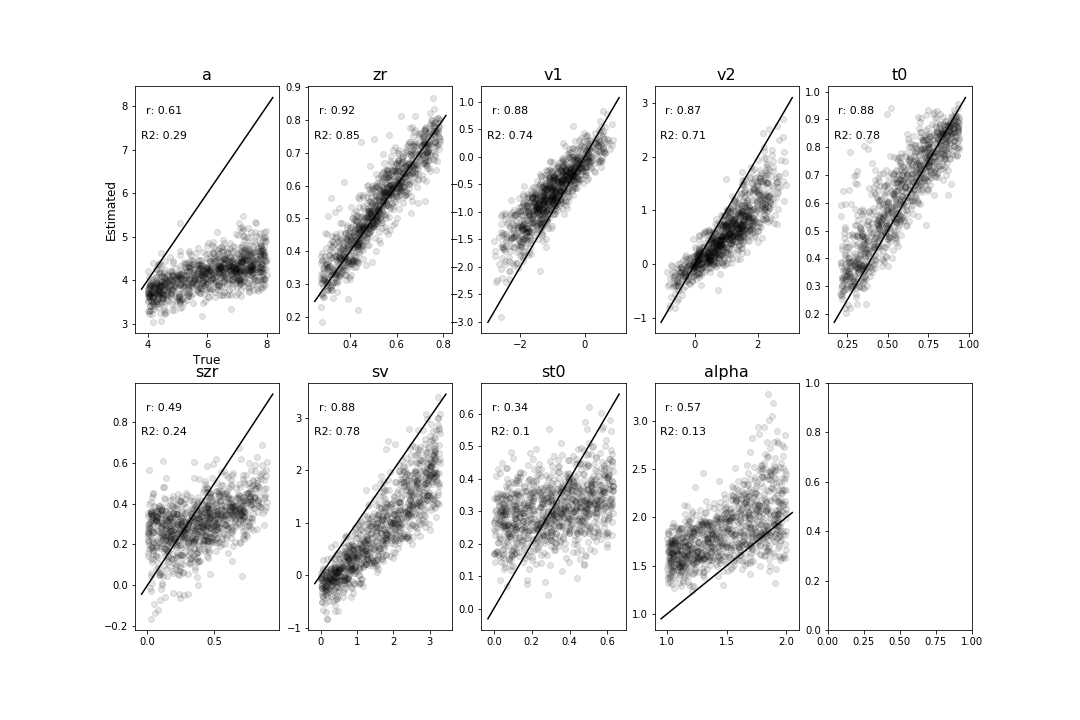 a
zr
v1
v2
t0
r: 0.61
r: 0.92
r: 0.88
r: 0.87
r: 0.88
R2: 0.29
R2: 0.85
R2: 0.74
R2: 0.71
R2: 0.78
8
7
6
5
4
3
0.9
0.8
0.7
0.6
0.5
0.4
0.3
0.2
1.0
0.5
0.0
−0.5
−1.0
−1.5
−2.0
−2.5
−3.0
3
2
1
0
−1
1.0
0.9
0.8
0.7
0.6
0.5
0.4
0.3
0.2
Estimated
4 6 8
0.4 0.6 0.8
−2 0
0 2
0.25 0.50 0.75 1.00
True
szr
sv
st0
alpha
r: 0.49
r: 0.88
r: 0.34
r: 0.57
R2: 0.24
R2: 0.78
R2: 0.1
R2: 0.13
0.8
0.6
0.4
0.2
0.0
−0.2
3
2
1
0
−1
0.6
0.5
0.4
0.3
0.2
0.1
0.0
3.0
2.5
2.0
1.5
1.0
1.0
0.8
0.6
0.4
0.2
0.0
0.0 0.5
0 1 2 3
0.0 0.2 0.4 0.6
1.0 1.5 2.0
0.00 0.25 0.50 0.75 1.00